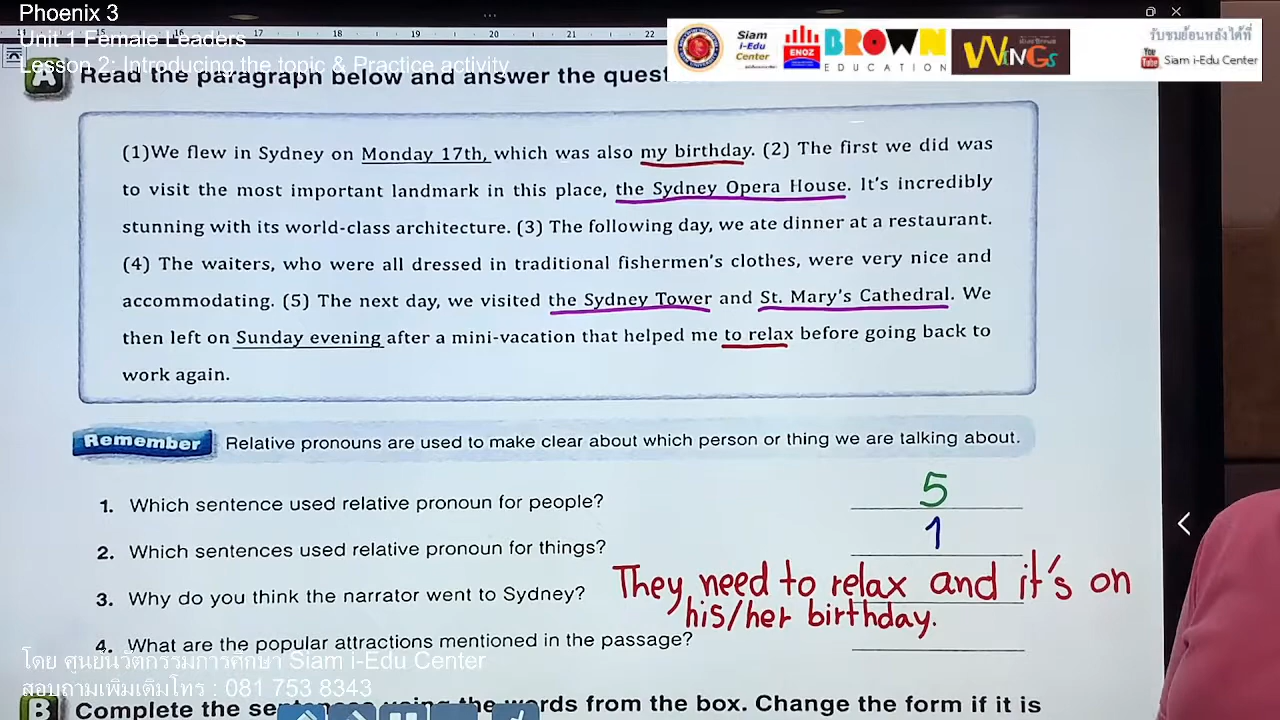 Phoenix 3
Unit 1 Female Leaders
Lesson 2: Introducing the topic & Practice activity
17 18 19 20 21 22
Siam i-Edu Center
ENOZ
BROWN EDUCATION
WiNGs
รับชมย้อนหลังได้ที่
You Tube Siam i-Edu Center
A Read the paragraph below and answer the quest
(1)We flew in Sydney on Monday 17th, which was also my birthday. (2) The first we did was
to visit the most important landmark in this place, the Sydney Opera House. It's incredibly
stunning with its world-class architecture. (3) The following day, we ate dinner at a restaurant.
(4) The waiters, who were all dressed in traditional fishermen's clothes, were very nice and
accommodating. (5) The next day, we visited the Sydney Tower and St. Mary's Cathedral. We
then left on Sunday evening after a mini-vacation that helped me to relax before going back to
work again.
Remember Relative pronouns are used to make clear about which person or thing we are talking about.
1. Which sentence used relative pronoun for people? 5
2. Which sentences used relative pronoun for things? 1
3. Why do you think the narrator went to Sydney? They need to relax and it's on
his/her birthday.
4. What are the popular attractions mentioned in the passage?
โดย ศูนย์นวัตกรรมการศึกษา Siam i-Edu Center
สอบถามเพิ่มเติมโทร : 081 753 8343
B Complete the sentences using the words from the box. Change the form if it is